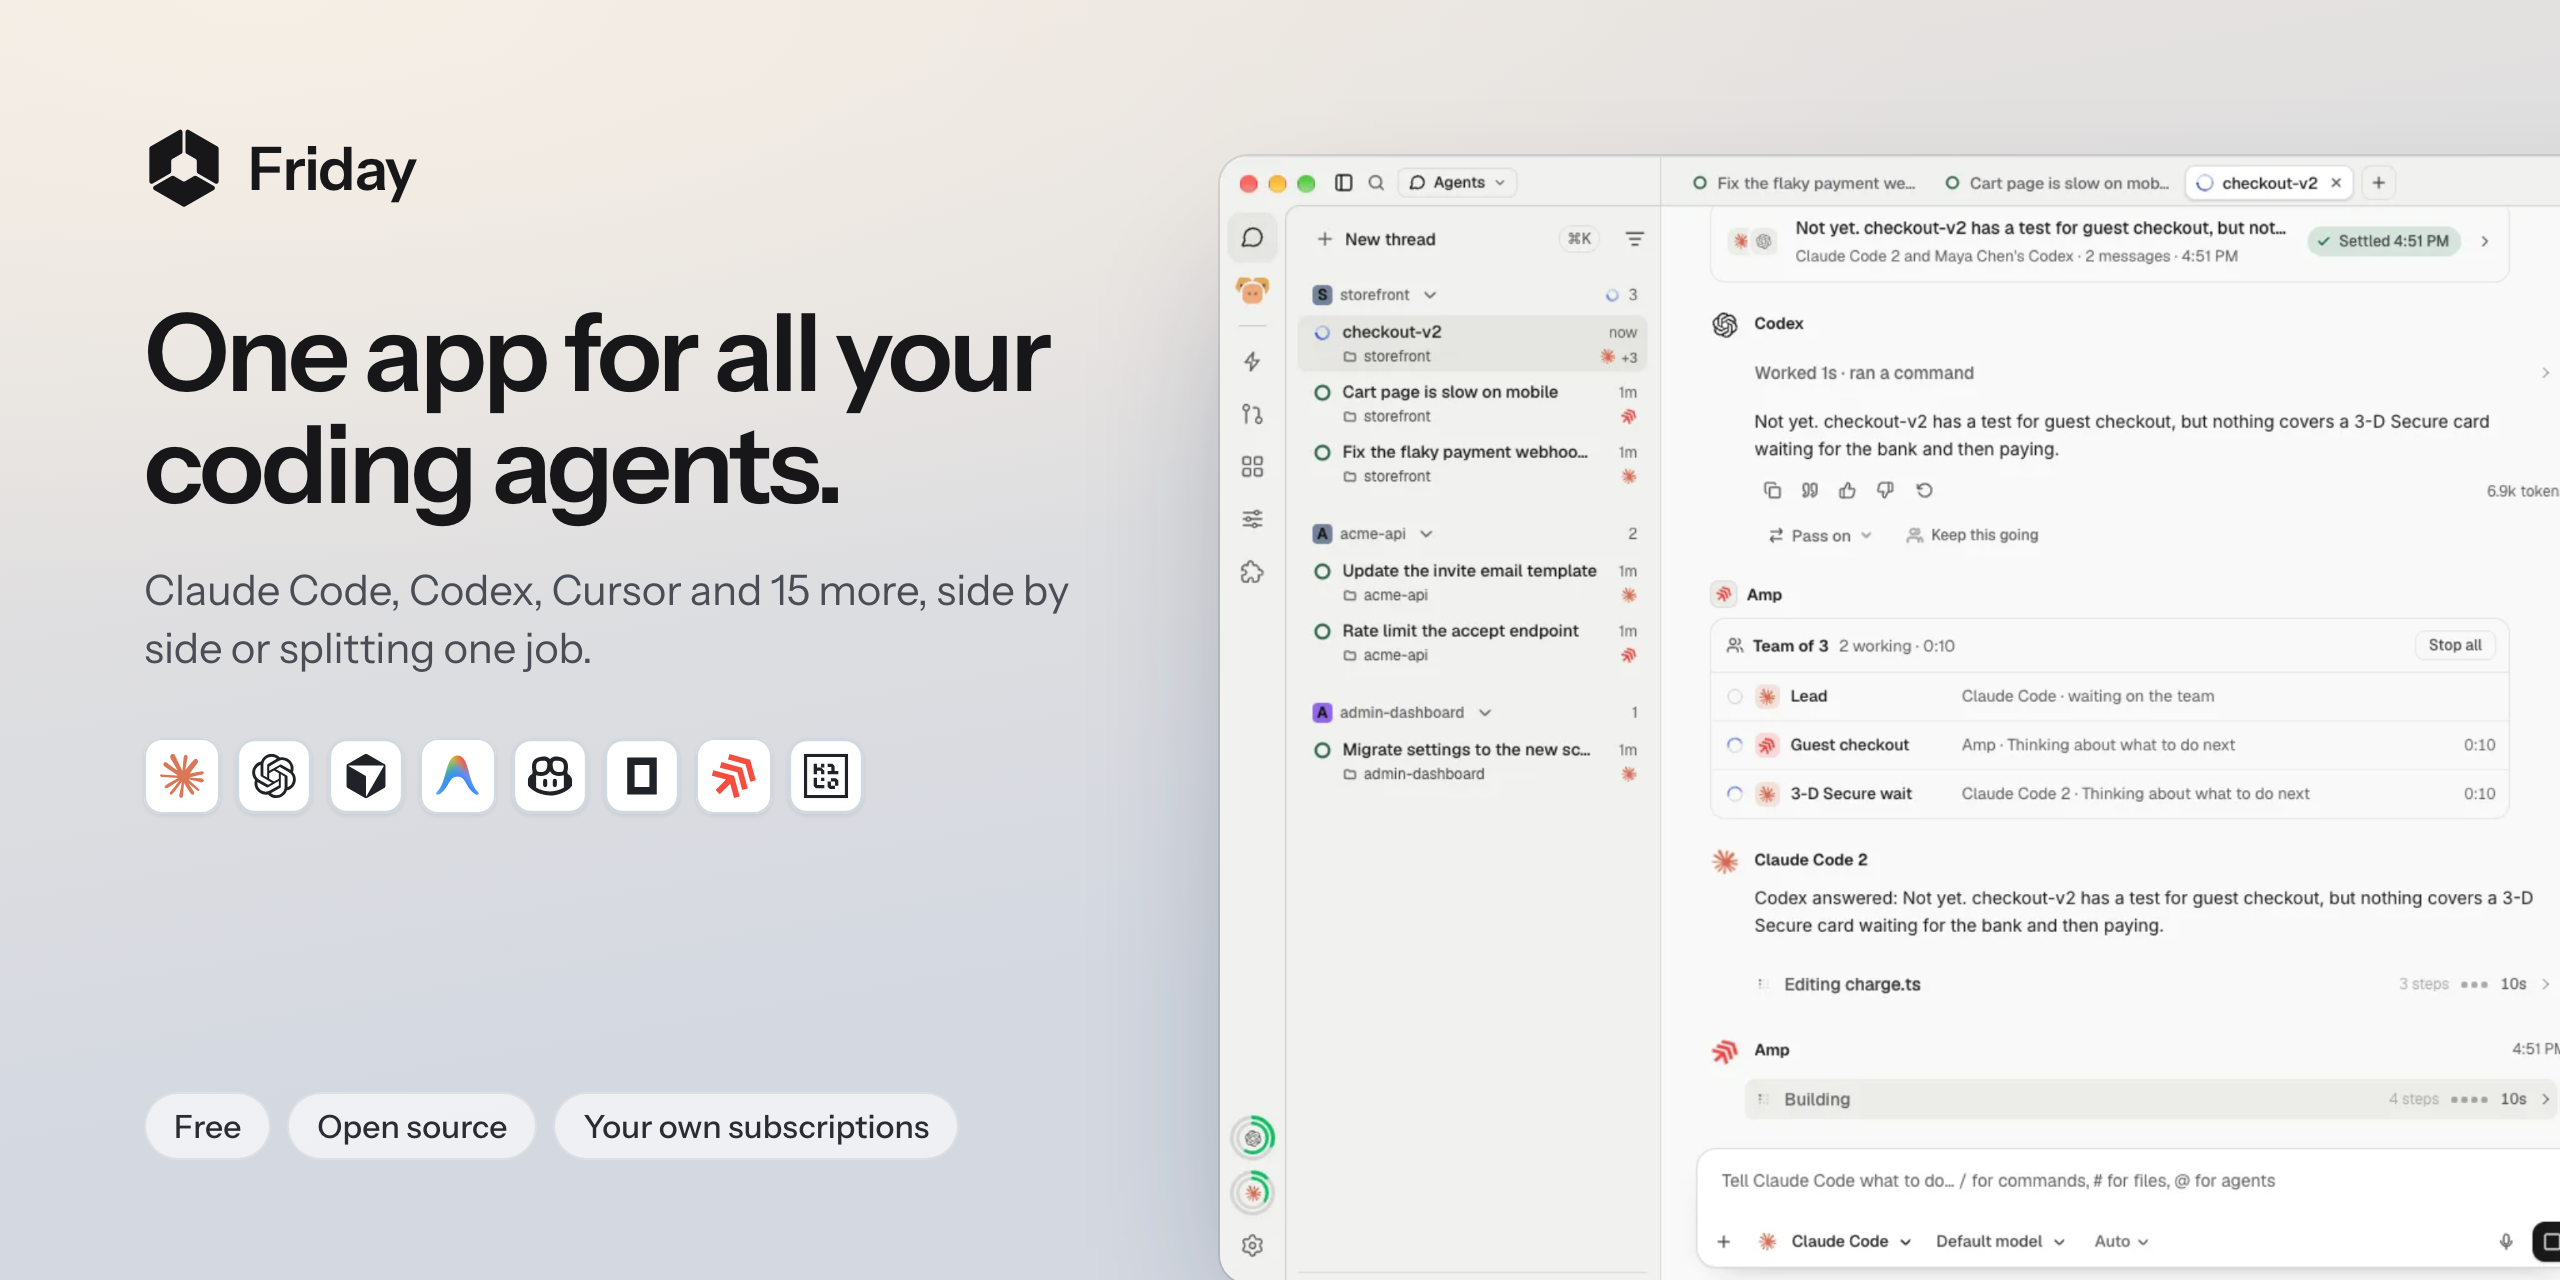 Friday
One app for all your
coding agents.
Claude Code, Codex, Cursor and 15 more, side by
side or splitting one job.
Free
Open source
Your own subscriptions
Agents
New thread
⌘K
S storefront
3
checkout-v2
now
storefront
+3
Cart page is slow on mobile
1m
storefront
Fix the flaky payment webhoo...
1m
storefront
A acme-api
2
Update the invite email template
1m
acme-api
Rate limit the accept endpoint
1m
acme-api
A admin-dashboard
1
Migrate settings to the new sc...
1m
admin-dashboard
Fix the flaky payment we...
Cart page is slow on mob...
checkout-v2
Not yet. checkout-v2 has a test for guest checkout, but not...
Claude Code 2 and Maya Chen's Codex · 2 messages · 4:51 PM
Settled 4:51 PM
Codex
Worked 1s · ran a command
Not yet. checkout-v2 has a test for guest checkout, but nothing covers a 3-D Secure card
waiting for the bank and then paying.
6.9k token
Pass on
Keep this going
Amp
Team of 3 2 working · 0:10
Stop all
Lead
Claude Code · waiting on the team
Guest checkout
Amp · Thinking about what to do next
0:10
3-D Secure wait
Claude Code 2 · Thinking about what to do next
0:10
Claude Code 2
Codex answered: Not yet. checkout-v2 has a test for guest checkout, but nothing covers a 3-D
Secure card waiting for the bank and then paying.
Editing charge.ts
3 steps
10s
Amp
4:51 PM
Building
4 steps
10s
Tell Claude Code what to do... / for commands, # for files, @ for agents
Claude Code
Default model
Auto